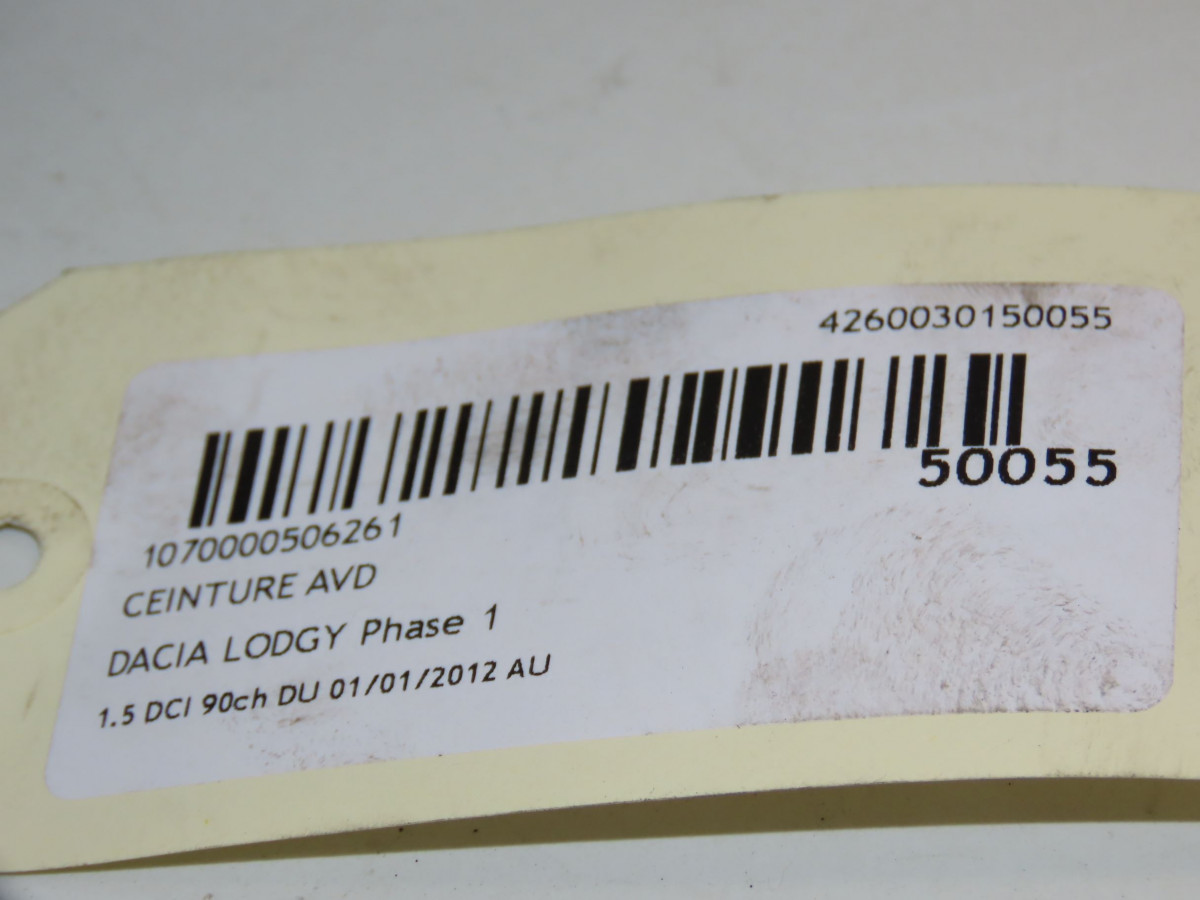 4260030150055
50055
1070000506261
CEINTURE AVD
DACIA LODGY Phase 1
1.5 DCI 90ch DU 01/01/2012 AU